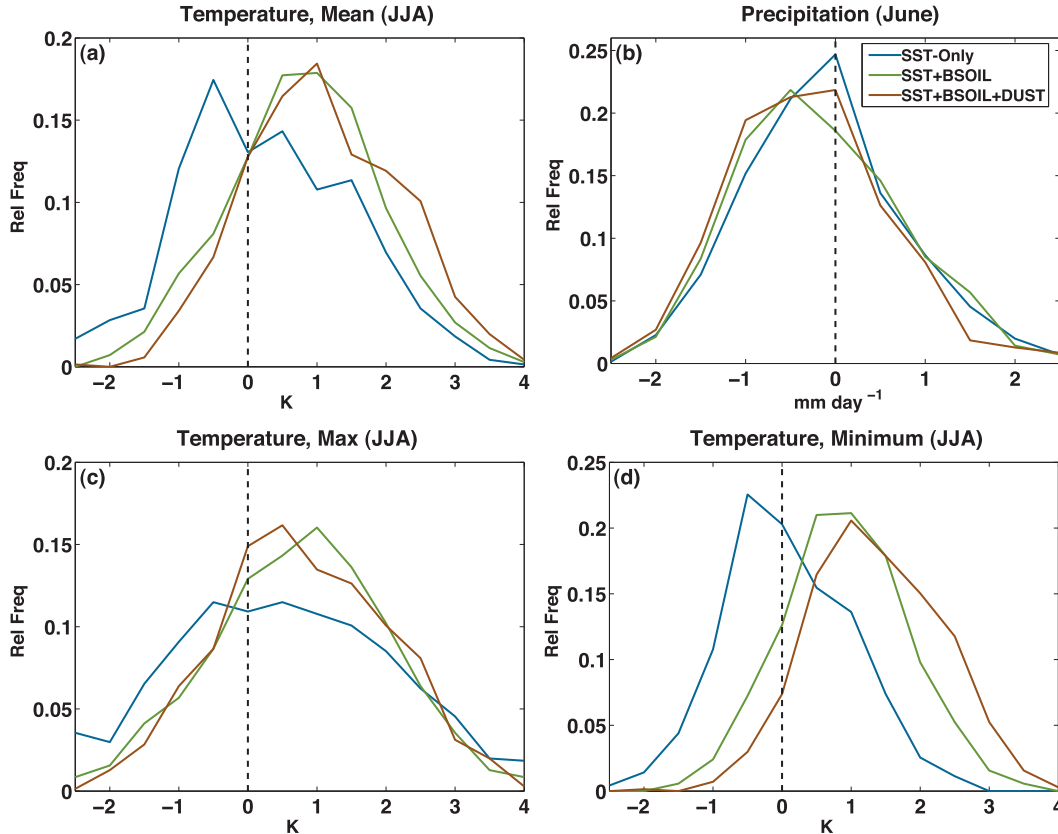 Temperature, Mean (JJA)
(a)
0.2
0.15
0.1
0.05
0
Rel Freq
−2 −1 0 1 2 3 4
K
Precipitation (June)
(b)
SST-Only
SST+BSOIL
SST+BSOIL+DUST
0.25
0.2
0.15
0.1
0.05
0
Rel Freq
−2 −1 0 1 2
mm day −1
Temperature, Max (JJA)
(c)
0.2
0.15
0.1
0.05
0
Rel Freq
−2 −1 0 1 2 3 4
K
Temperature, Minimum (JJA)
(d)
0.25
0.2
0.15
0.1
0.05
0
Rel Freq
−2 −1 0 1 2 3 4
K